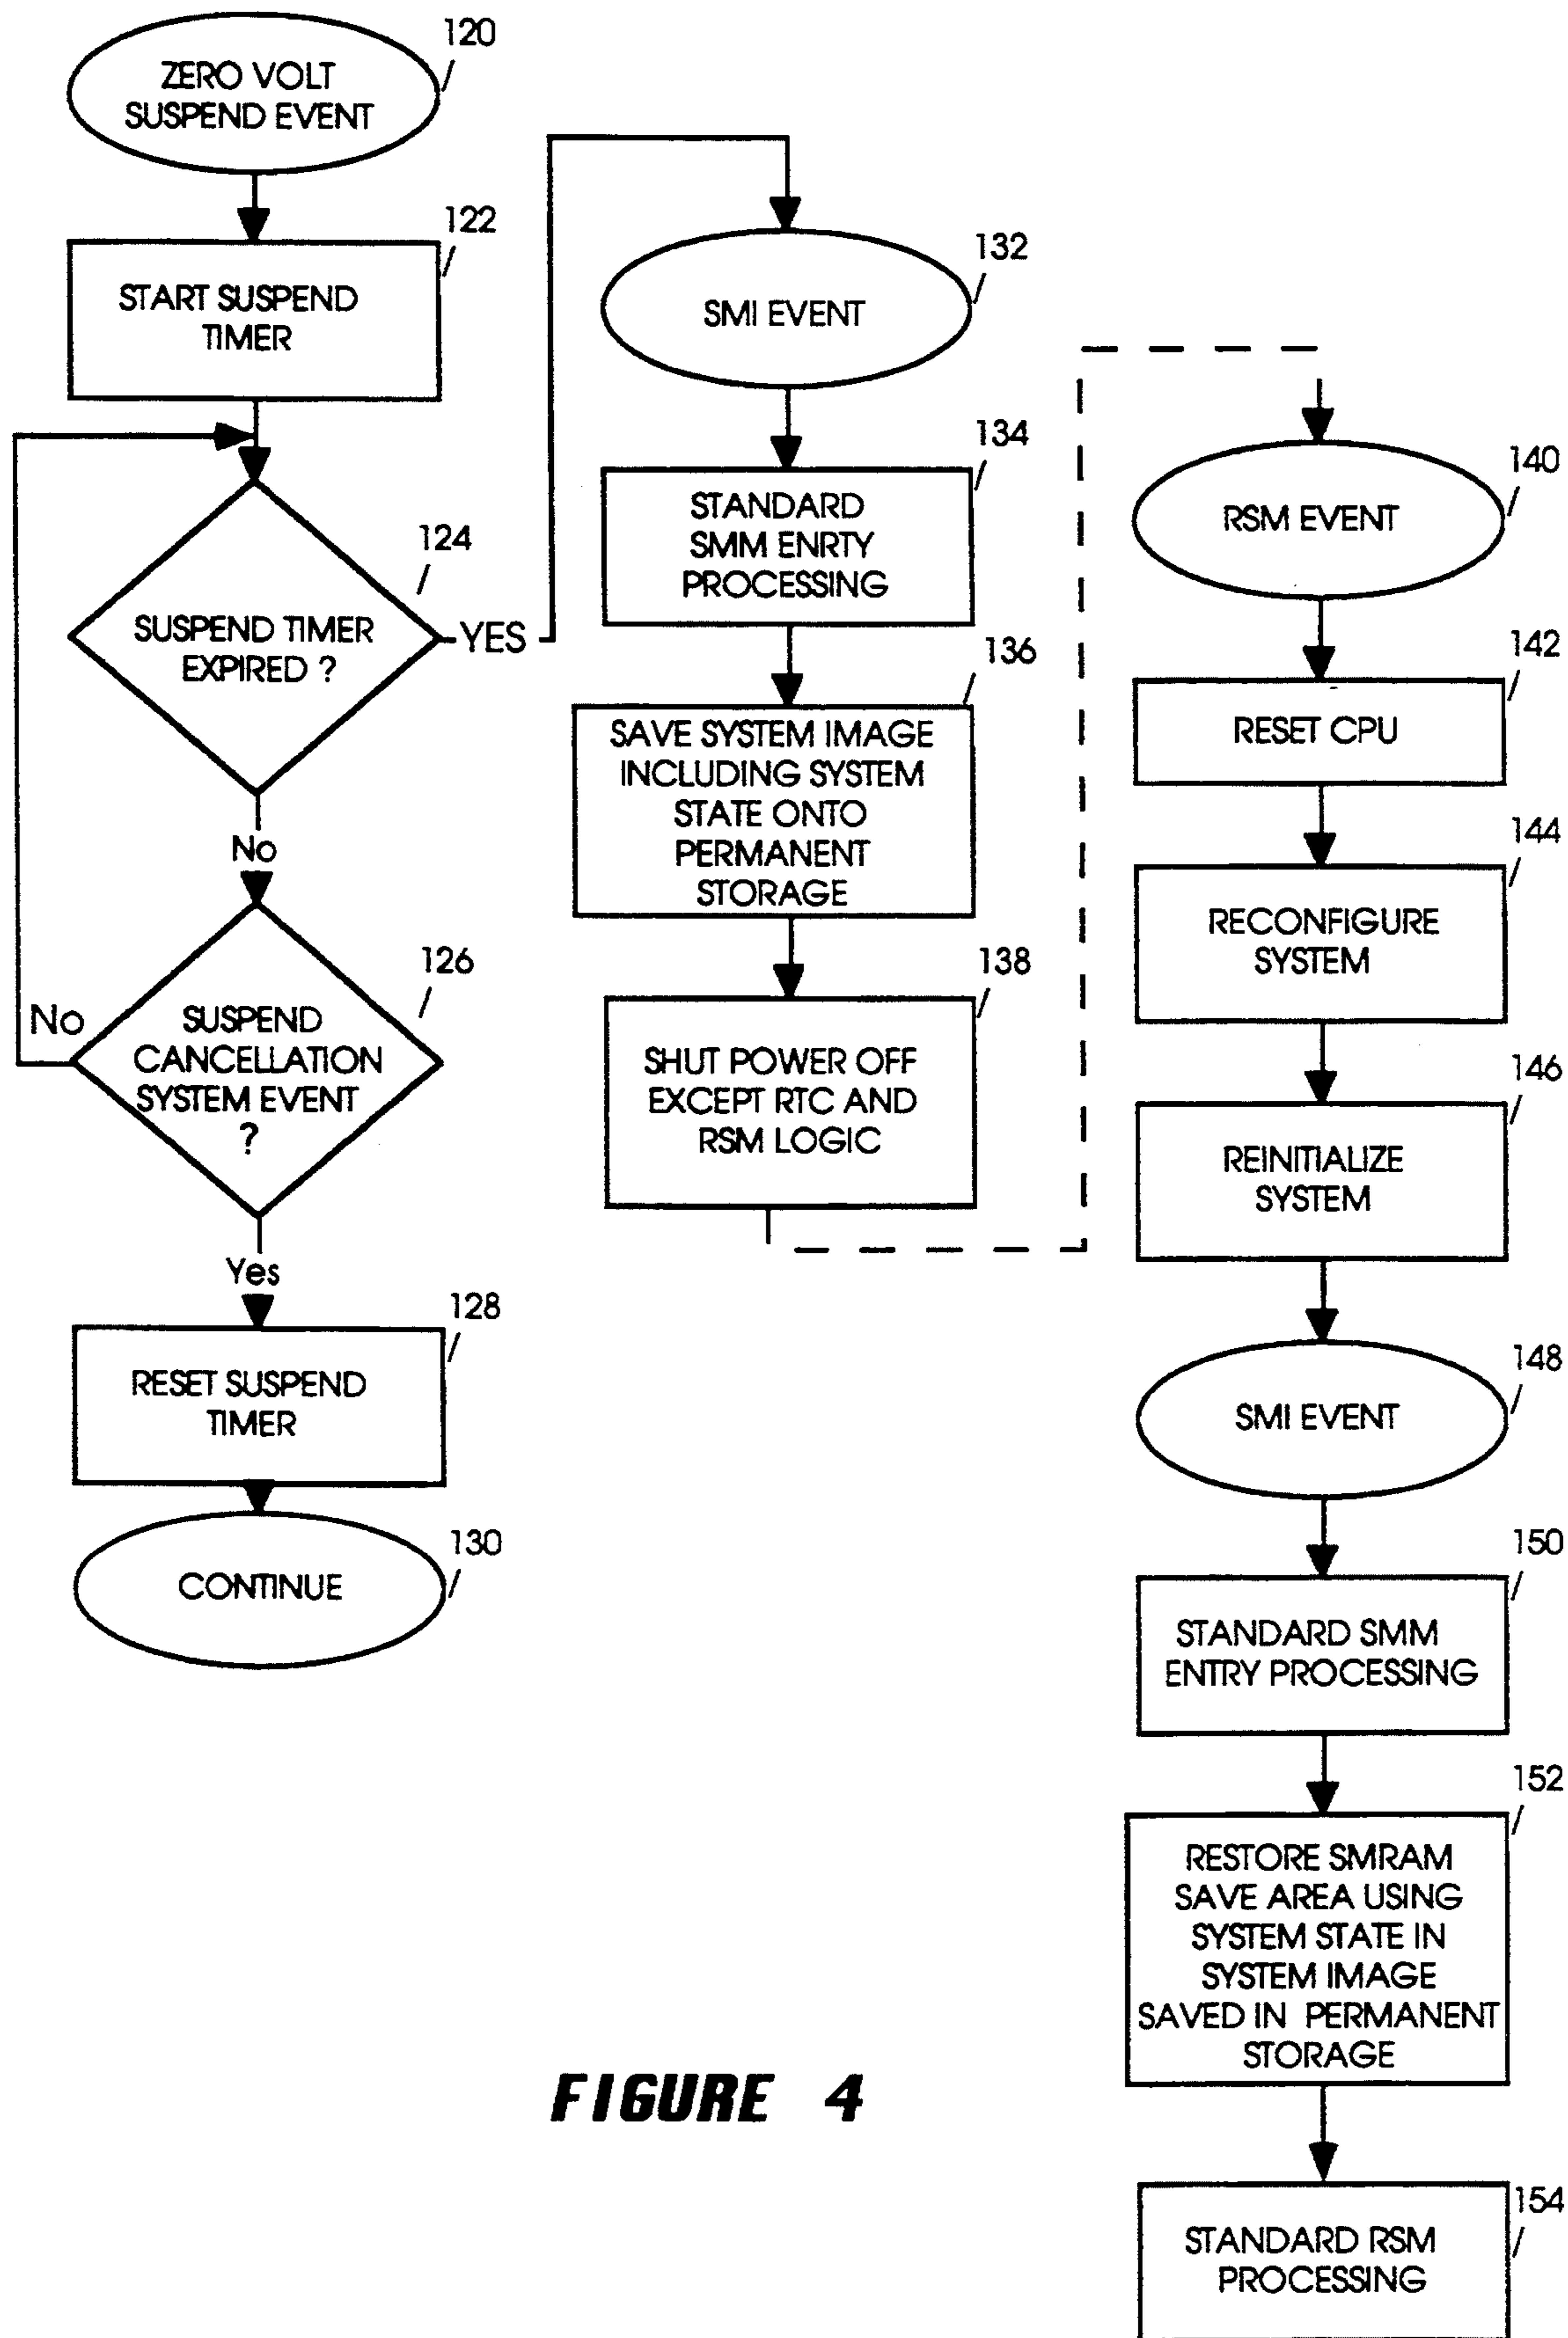 120
ZERO VOLT
SUSPEND EVENT
122
START SUSPEND
TIMER
124
SUSPEND TIMER
EXPIRED ?
YES
No
126
SUSPEND
CANCELLATION
SYSTEM EVENT
?
No
Yes
128
RESET SUSPEND
TIMER
130
CONTINUE
132
SMI EVENT
134
STANDARD
SMM ENRTY
PROCESSING
136
SAVE SYSTEM IMAGE
INCLUDING SYSTEM
STATE ONTO
PERMANENT
STORAGE
138
SHUT POWER OFF
EXCEPT RTC AND
RSM LOGIC
140
RSM EVENT
142
RESET CPU
144
RECONFIGURE
SYSTEM
146
REINITIALIZE
SYSTEM
148
SMI EVENT
150
STANDARD SMM
ENTRY PROCESSING
152
RESTORE SMRAM
SAVE AREA USING
SYSTEM STATE IN
SYSTEM IMAGE
SAVED IN PERMANENT
STORAGE
154
STANDARD RSM
PROCESSING
FIGURE 4